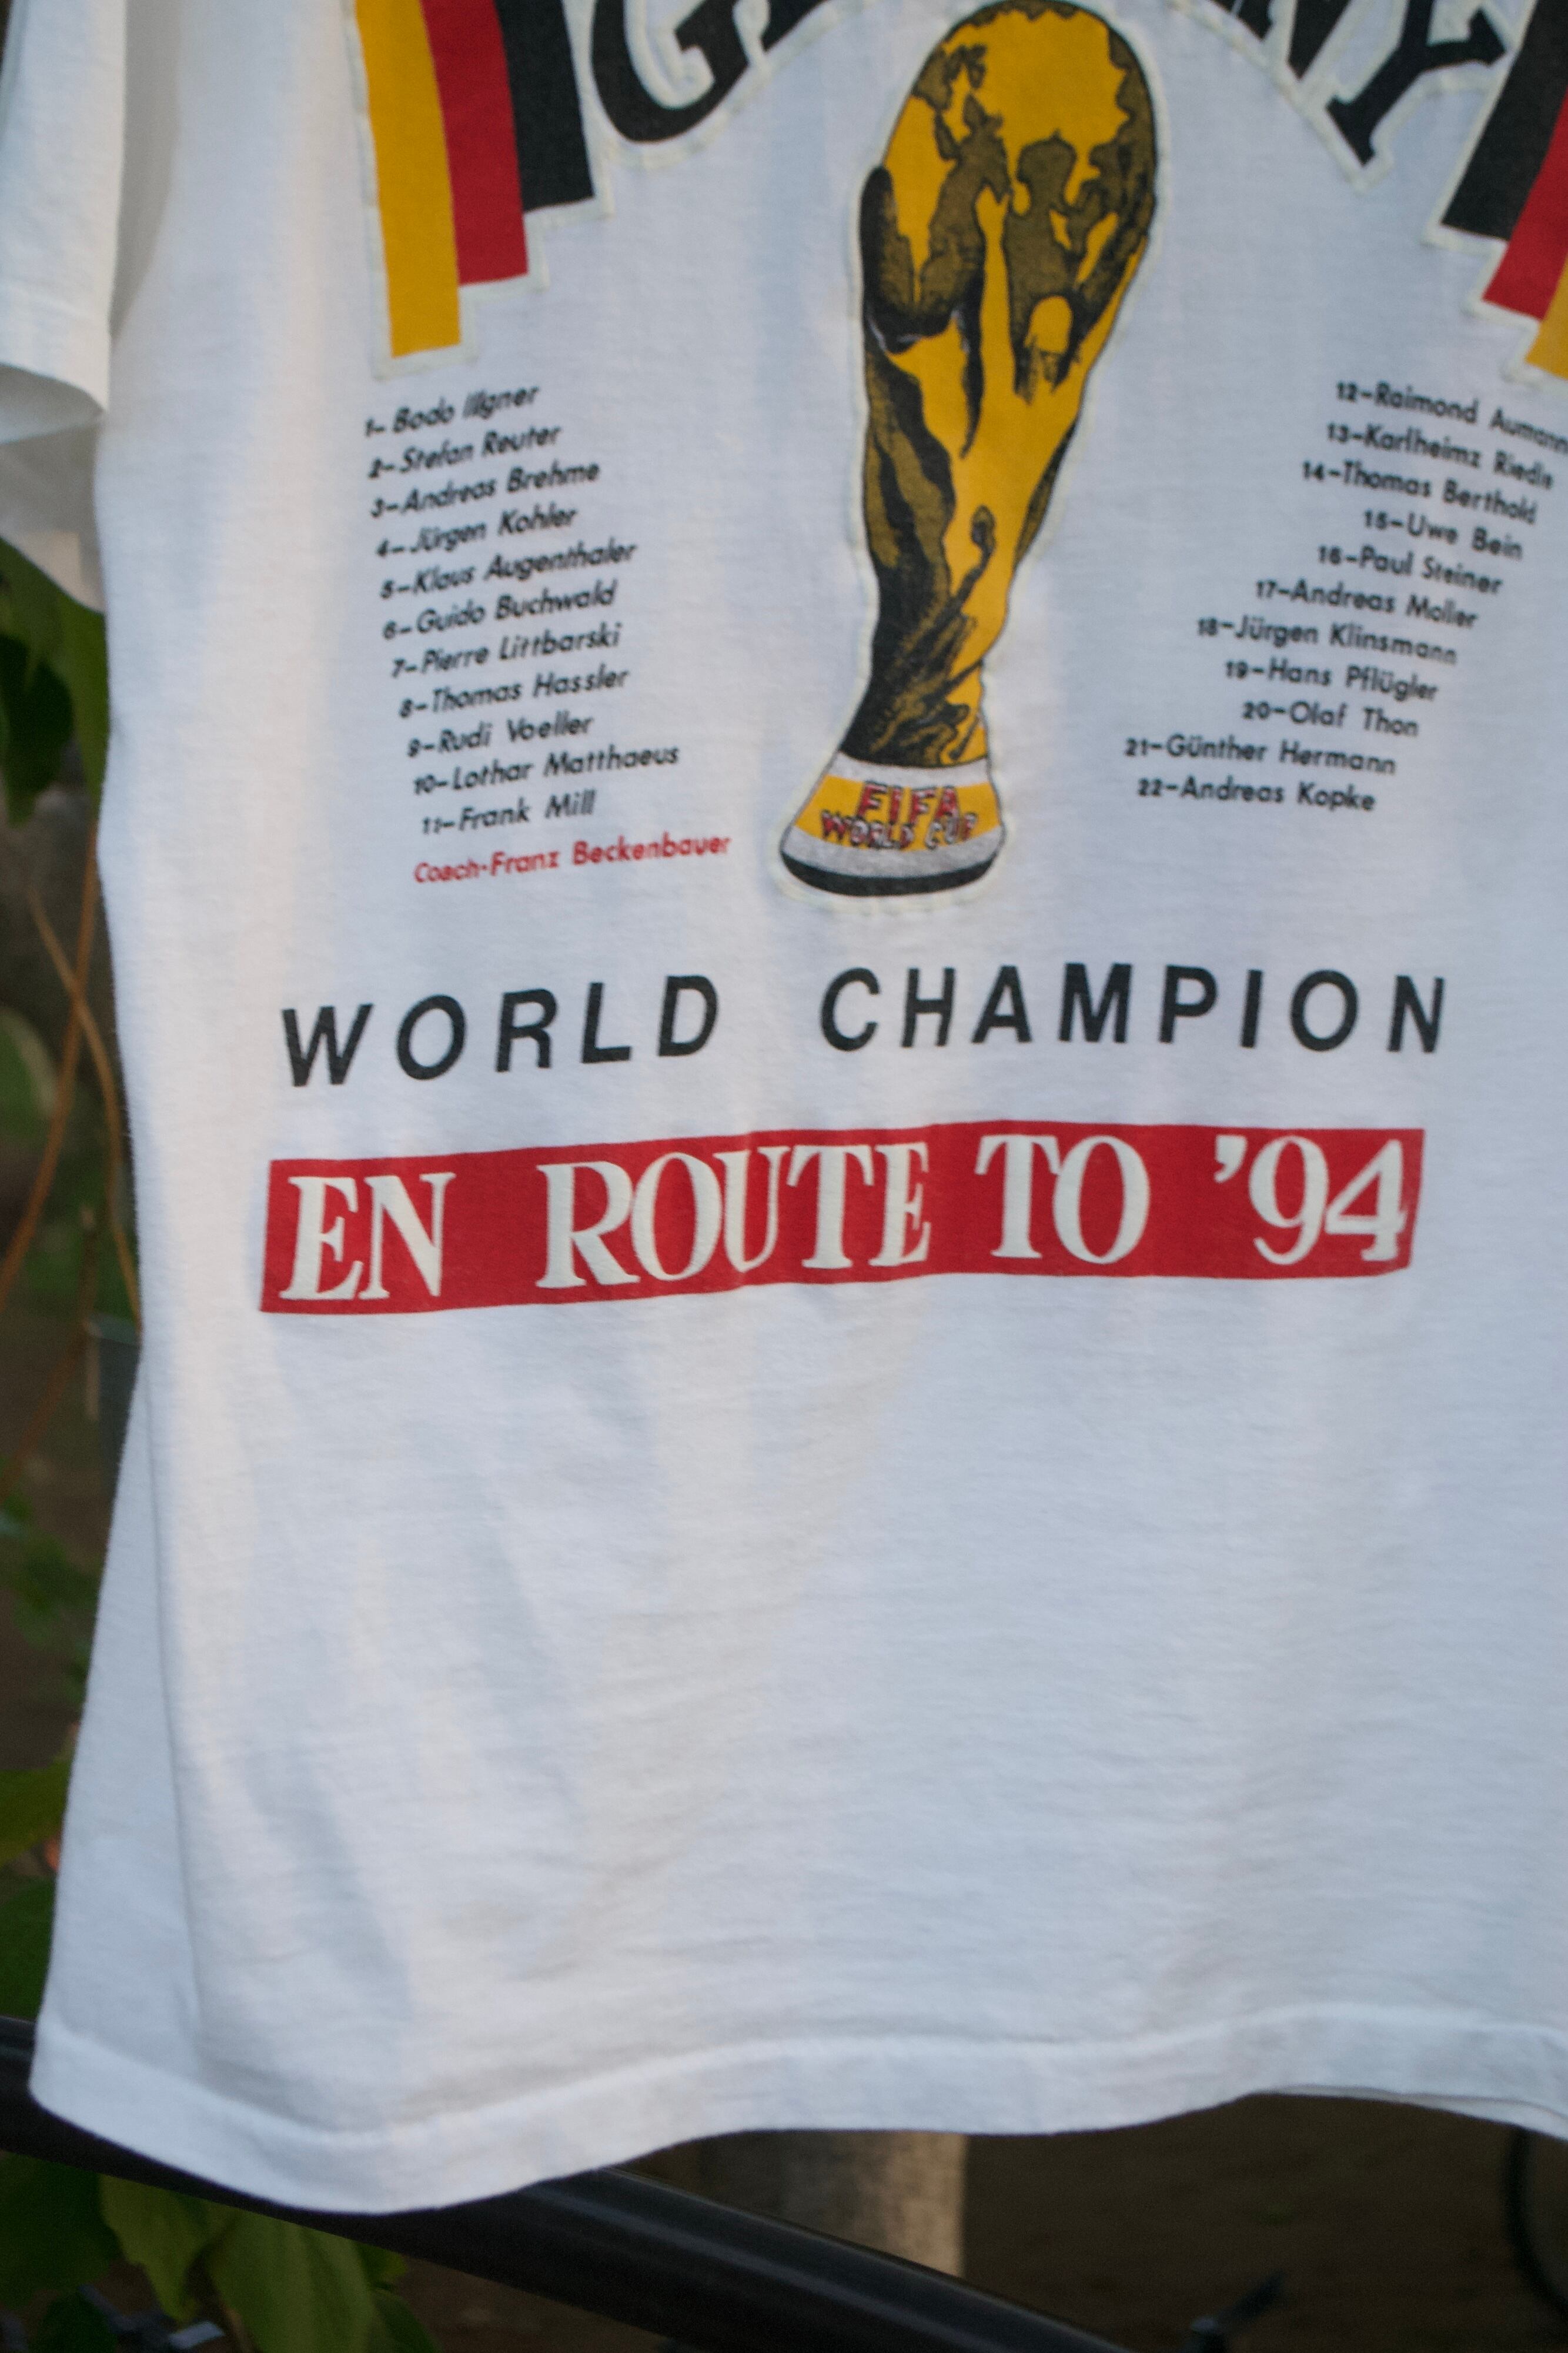 GERMANY
1-Bodo Illgner
2-Stefan Reuter
3-Andreas Brehme
4-Jürgen Kohler
5-Klaus Augenthaler
6-Guido Buchwald
7-Pierre Littbarski
8-Thomas Hassler
9-Rudi Voeller
10-Lothar Matthaeus
11-Frank Mill
Coach-Franz Beckenbauer
12-Raimond Aumann
13-Karlheimz Riedle
14-Thomas Berthold
15-Uwe Bein
16-Paul Steiner
17-Andreas Moller
18-Jürgen Klinsmann
19-Hans Pflügler
20-Olaf Thon
21-Günther Hermann
22-Andreas Kopke
FIFA
WORLD CUP
WORLD CHAMPION
EN ROUTE TO '94